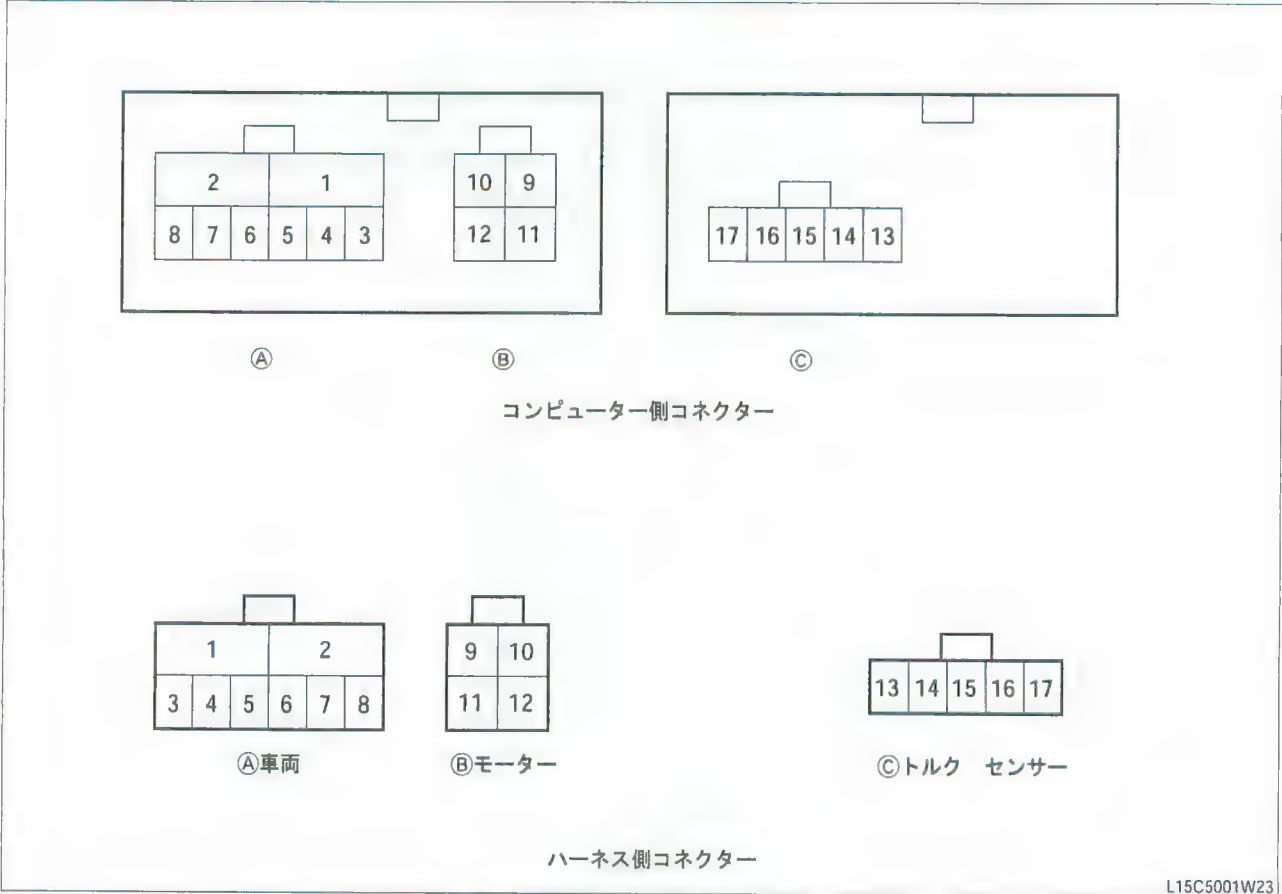 2 1
8 7 6 5 4 3
10 9
12 11
17 16 15 14 13
Ⓐ Ⓑ Ⓒ
コンピューター側コネクター
1 2
3 4 5 6 7 8
9 10
11 12
13 14 15 16 17
Ⓐ車両
Ⓑモーター
Ⓒトルク センサー
ハーネス側コネクター
L15C5001W23